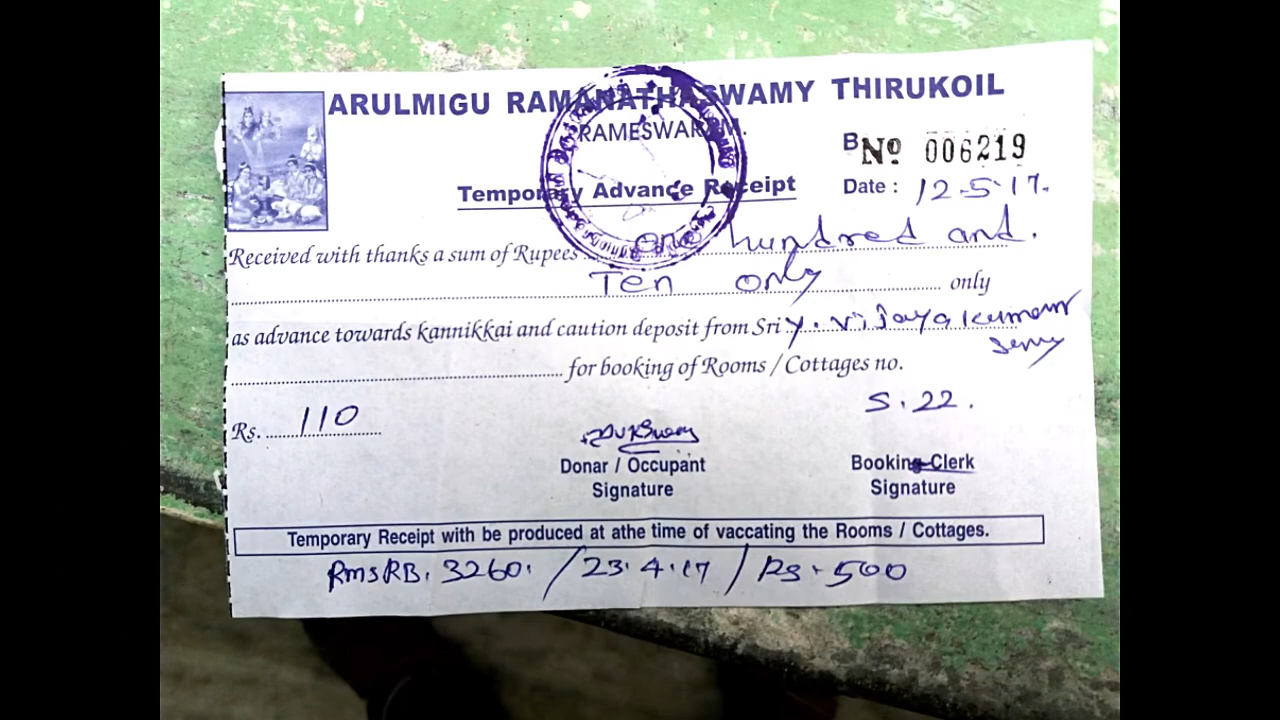 ARULMIGU RAMANATHASWAMY THIRUKOIL
RAMESWARAM.
B No 006219
Temporary Advance Receipt
Date : 12-5-17.
Received with thanks a sum of Rupees one hundred and.
Ten only only
as advance towards kannikkai and caution deposit from Sri Y. Vijaya kumar
for booking of Rooms / Cottages no.
S.22.
Rs. 110
Donar / Occupant
Signature
Booking Clerk
Signature
Temporary Receipt with be produced at athe time of vaccating the Rooms / Cottages.
RmsRB. 3260. / 23.4.17 / Rs. 500